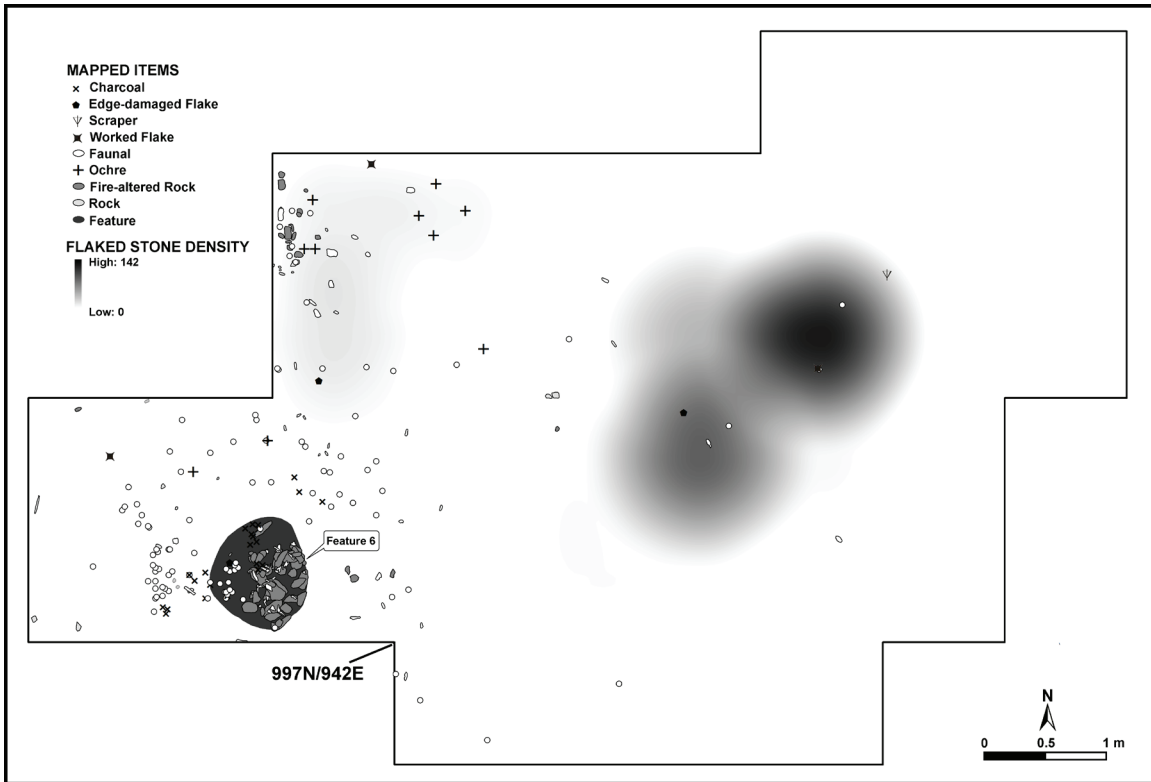 MAPPED ITEMS
Charcoal
Edge-damaged Flake
Scraper
Worked Flake
Faunal
Ochre
Fire-altered Rock
Rock
Feature
FLAKED STONE DENSITY
High: 142
Low: 0
Feature 6
997N/942E
N
0 0.5 1 m